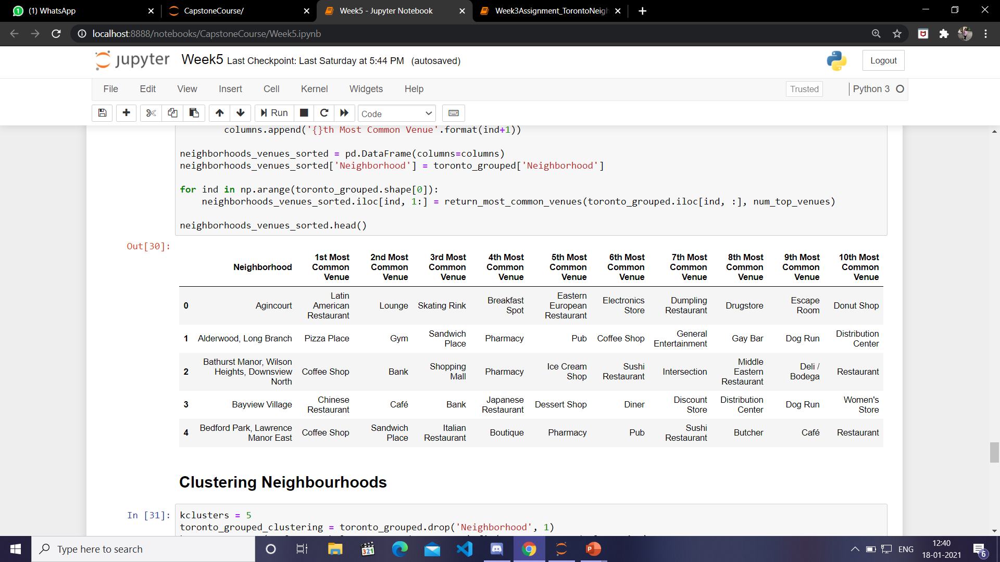 (1) WhatsApp
CapstoneCourse/
Week5 - Jupyter Notebook
Week3Assignment_TorontoNeigh
localhost:8888/notebooks/CapstoneCourse/Week5.ipynb
jupyter Week5 Last Checkpoint: Last Saturday at 5:44 PM (autosaved)
Logout
File Edit View Insert Cell Kernel Widgets Help
Trusted
Python 3
Run
Code
columns.append('{}th Most Common Venue'.format(ind+1))
neighborhoods_venues_sorted = pd.DataFrame(columns=columns)
neighborhoods_venues_sorted['Neighborhood'] = toronto_grouped['Neighborhood']
for ind in np.arange(toronto_grouped.shape[0]):
neighborhoods_venues_sorted.iloc[ind, 1:] = return_most_common_venues(toronto_grouped.iloc[ind, :], num_top_venues)
neighborhoods_venues_sorted.head()
Out[30]:
Neighborhood 1st Most Common Venue 2nd Most Common Venue 3rd Most Common Venue 4th Most Common Venue 5th Most Common Venue 6th Most Common Venue 7th Most Common Venue 8th Most Common Venue 9th Most Common Venue 10th Most Common Venue
0 Agincourt Latin American Restaurant Lounge Skating Rink Breakfast Spot Eastern European Restaurant Electronics Store Dumpling Restaurant Drugstore Escape Room Donut Shop
1 Alderwood, Long Branch Pizza Place Gym Sandwich Place Pharmacy Pub Coffee Shop General Entertainment Gay Bar Dog Run Distribution Center
2 Bathurst Manor, Wilson Heights, Downsview North Coffee Shop Bank Shopping Mall Pharmacy Ice Cream Shop Sushi Restaurant Intersection Middle Eastern Restaurant Deli / Bodega Restaurant
3 Bayview Village Chinese Restaurant Café Bank Japanese Restaurant Dessert Shop Diner Discount Store Distribution Center Dog Run Women's Store
4 Bedford Park, Lawrence Manor East Coffee Shop Sandwich Place Italian Restaurant Boutique Pharmacy Pub Sushi Restaurant Butcher Café Restaurant
Clustering Neighbourhoods
In [31]:
kclusters = 5
toronto_grouped_clustering = toronto_grouped.drop('Neighborhood', 1)
Type here to search
321
ENG
12:40
18-01-2021
6